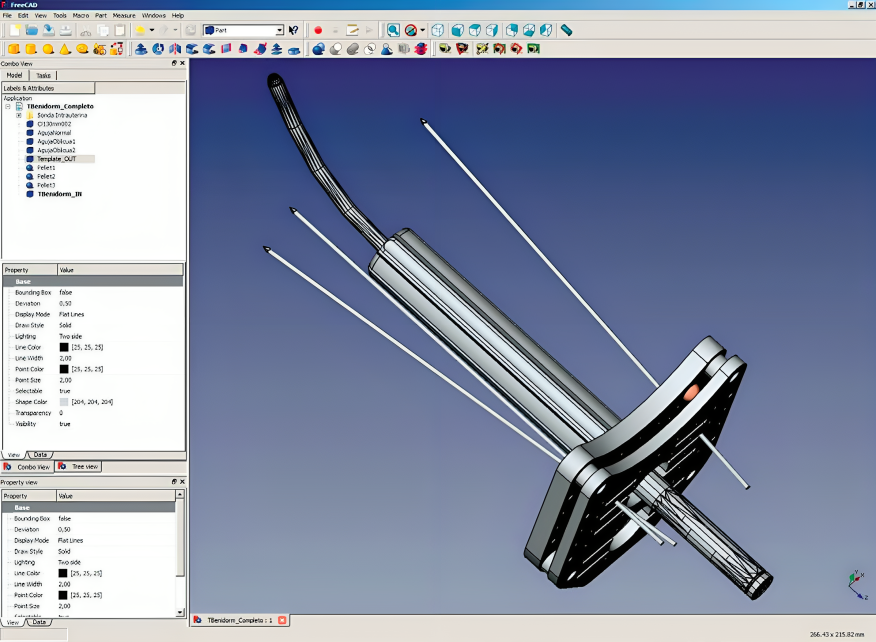 FreeCAD
File Edit View Tools Macro Part Measure Windows Help
Part
Combo View
Model Tasks
Labels & Attributes
Application
TBenidorm_Completo
Sonda Intrauterina
AgujaNormal
AgujaOblicua1
AgujaOblicua2
Template_OUT
Pellet1
Pellet2
Pellet3
TBenidorm_IN
Property Value
Base
Bounding Box false
Deviation 0,50
Display Mode Flat Lines
Draw Style Solid
Lighting Two side
Line Color [25, 25, 25]
Line Width 2,00
Point Color [25, 25, 25]
Point Size 2,00
Selectable true
Shape Color [204, 204, 204]
Transparency 0
Visibility true
View Data
Combo View Tree view
Property view
Property Value
Base
Bounding Box false
Deviation 0,50
Display Mode Flat Lines
Draw Style Solid
Lighting Two side
Line Color [25, 25, 25]
Line Width 2,00
Point Color [25, 25, 25]
Point Size 2,00
View Data
TBenidorm_Completo : 1
Y
X
Z
266.43 x 215.82 mm